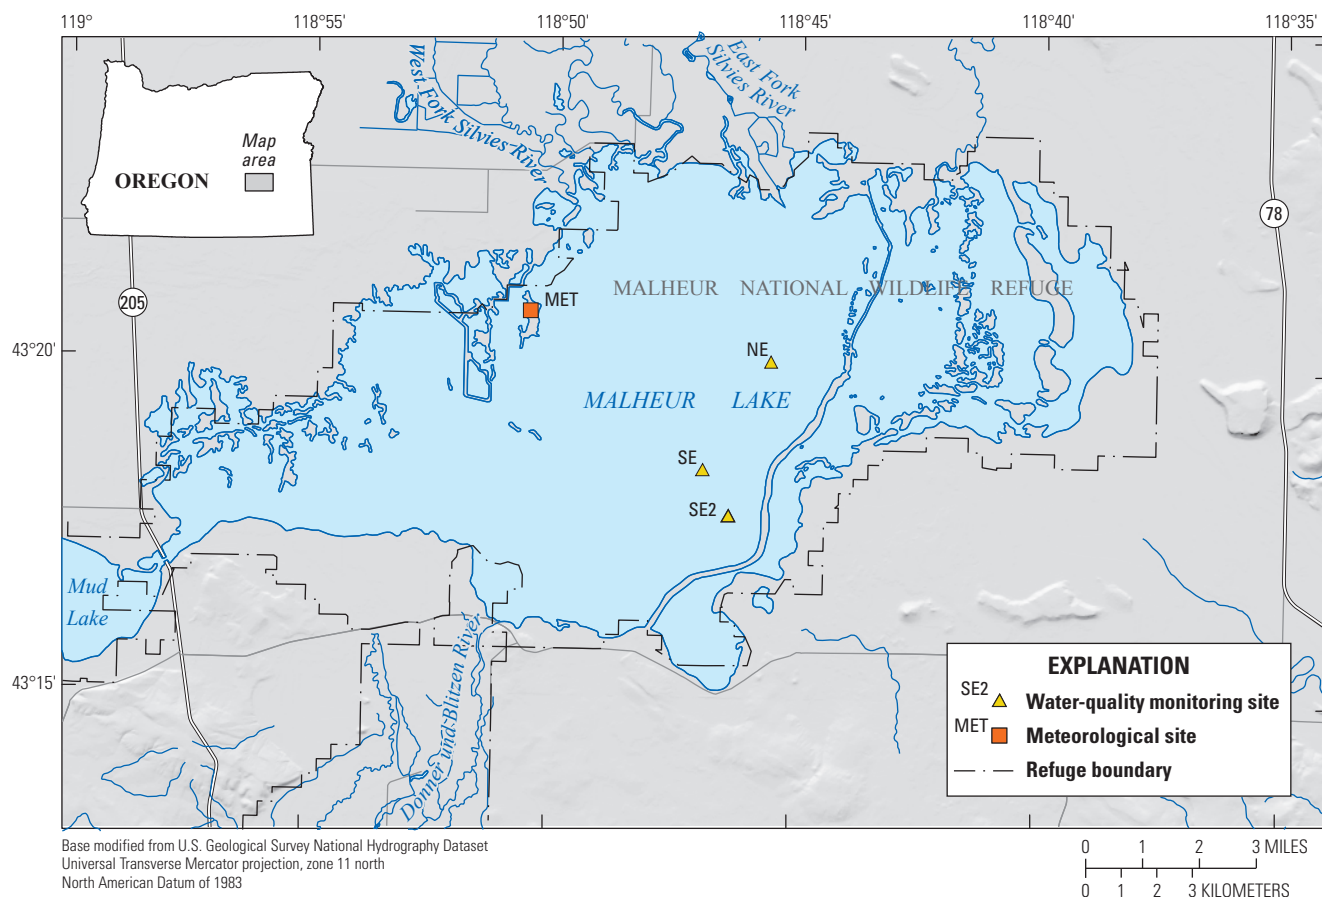 119°
118°55'
118°50'
118°45'
118°40'
118°35'
West Fork Silvies River
East Fork
Silvies River
Map
area
OREGON
78
205
MALHEUR NATIONAL WILDLIFE REFUGE
MET
43°20'
NE
MALHEUR LAKE
SE
SE2
Mud
Lake
Donner und Blitzen River
43°15'
EXPLANATION
SE2 Water-quality monitoring site
MET Meteorological site
Refuge boundary
Base modified from U.S. Geological Survey National Hydrography Dataset
Universal Transverse Mercator projection, zone 11 north
North American Datum of 1983
0 1 2 3 MILES
0 1 2 3 KILOMETERS